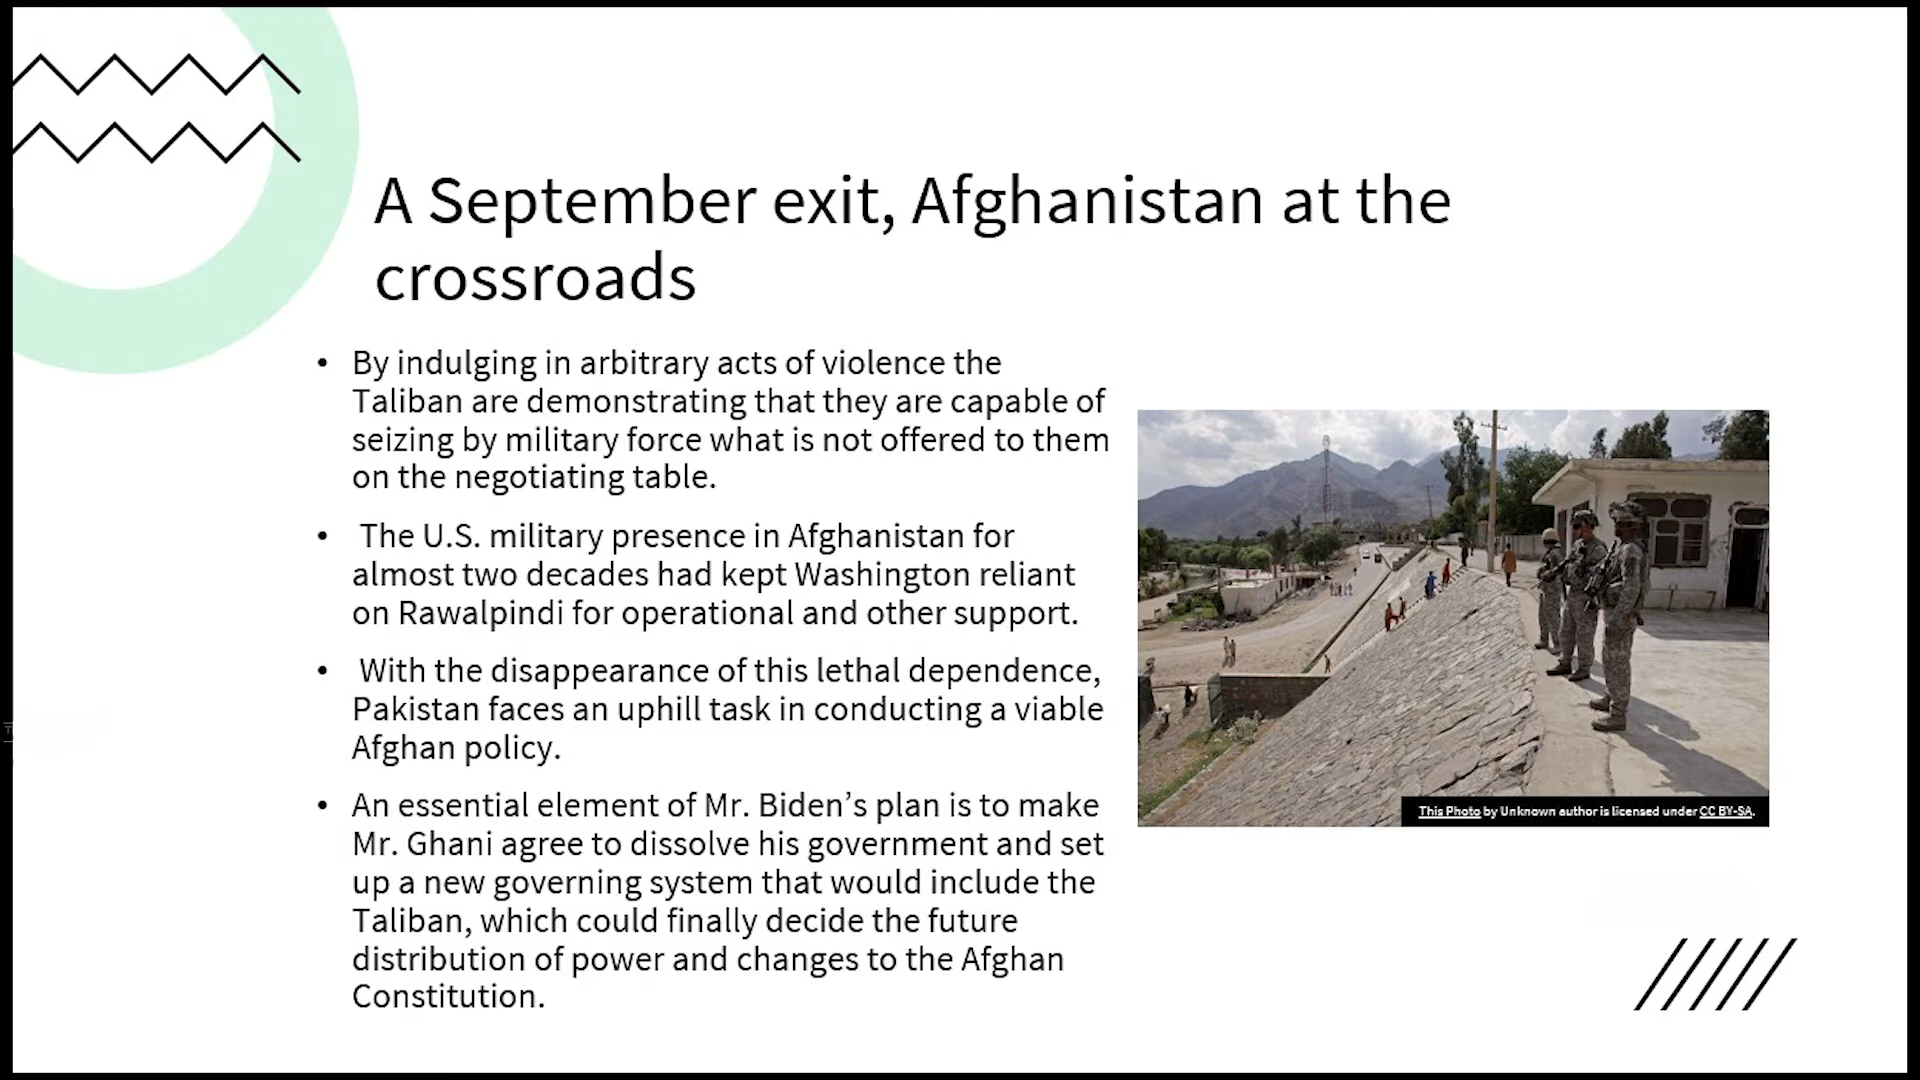 A September exit, Afghanistan at the
crossroads
• By indulging in arbitrary acts of violence the
Taliban are demonstrating that they are capable of
seizing by military force what is not offered to them
on the negotiating table.
• The U.S. military presence in Afghanistan for
almost two decades had kept Washington reliant
on Rawalpindi for operational and other support.
• With the disappearance of this lethal dependence,
Pakistan faces an uphill task in conducting a viable
Afghan policy.
• An essential element of Mr. Biden’s plan is to make
Mr. Ghani agree to dissolve his government and set
up a new governing system that would include the
Taliban, which could finally decide the future
distribution of power and changes to the Afghan
Constitution.
This Photo by Unknown author is licensed under CC BY-SA.